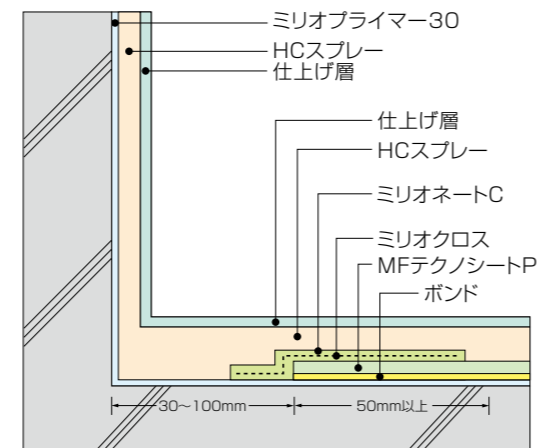 ミリオプライマー30
HCスプレー
仕上げ層
仕上げ層
HCスプレー
ミリオネートC
ミリオクロス
MFテクノシートP
ボンド
30〜100mm
50mm以上